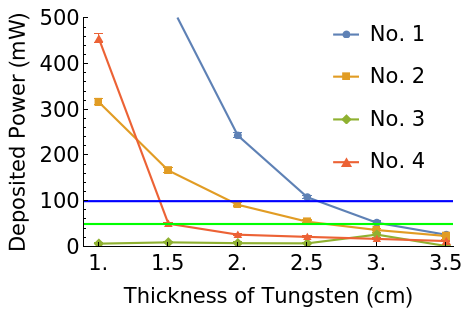 500
400
300
200
100
0
Deposited Power (mW)
No. 1
No. 2
No. 3
No. 4
1. 1.5 2. 2.5 3. 3.5
Thickness of Tungsten (cm)